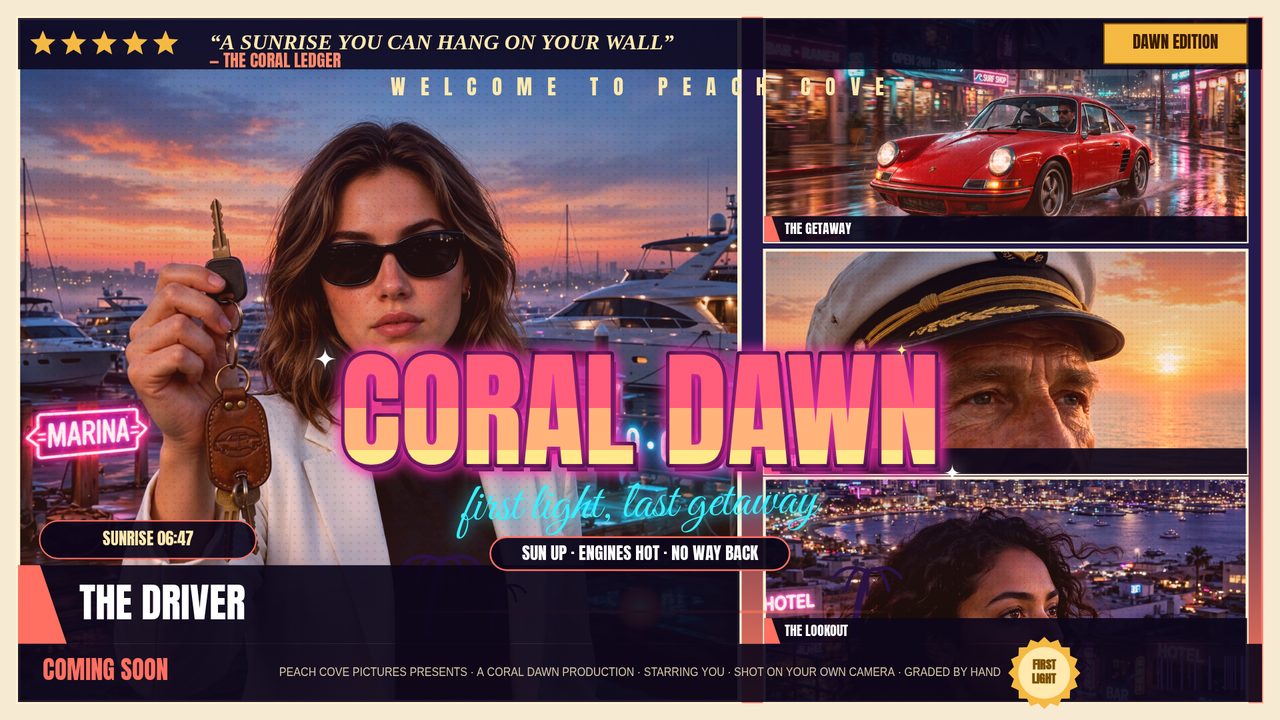 “A SUNRISE YOU CAN HANG ON YOUR WALL”
– THE CORAL LEDGER
DAWN EDITION
WELCOME TO PEACH COVE
SURF SHOP
THE GETAWAY
MARINA
CORAL DAWN
first light, last getaway
SUNRISE 06:47
SUN UP · ENGINES HOT · NO WAY BACK
THE DRIVER
HOTEL
THE LOOKOUT
COMING SOON
PEACH COVE PICTURES PRESENTS · A CORAL DAWN PRODUCTION · STARRING YOU · SHOT ON YOUR OWN CAMERA · GRADED BY HAND
FIRST
LIGHT
HOTEL
BAR